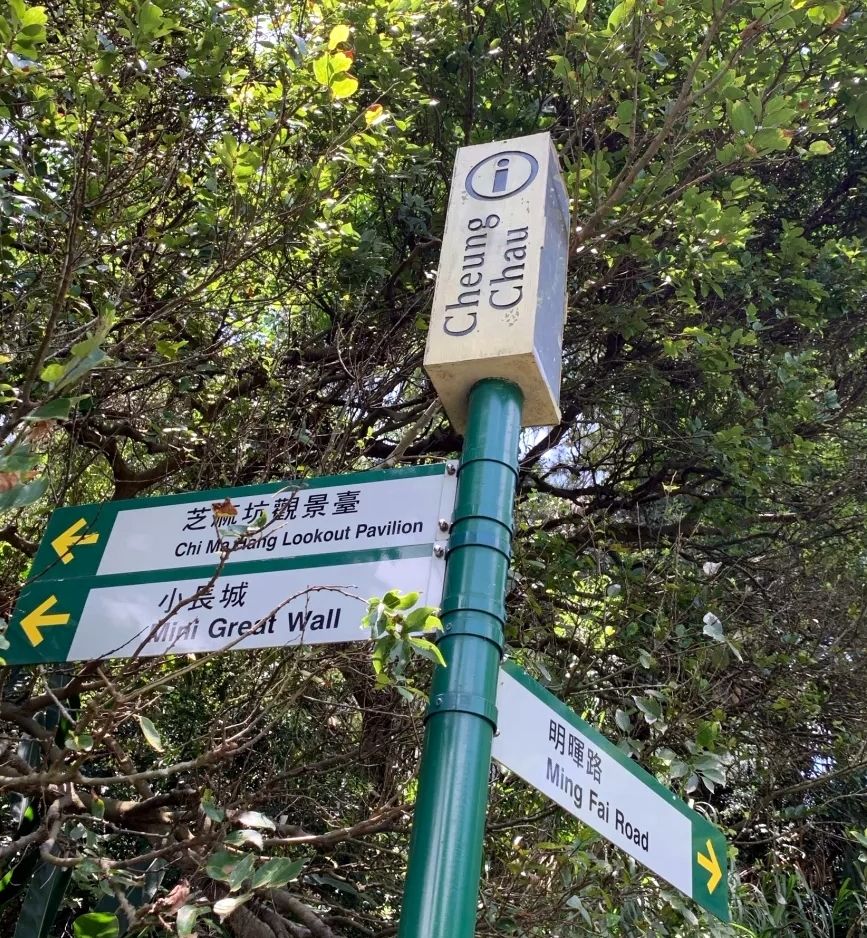 i
Cheung
Chau
芝麻坑觀景臺
Chi Ma Hang Lookout Pavilion
小長城
Mini Great Wall
明暉路
Ming Fai Road